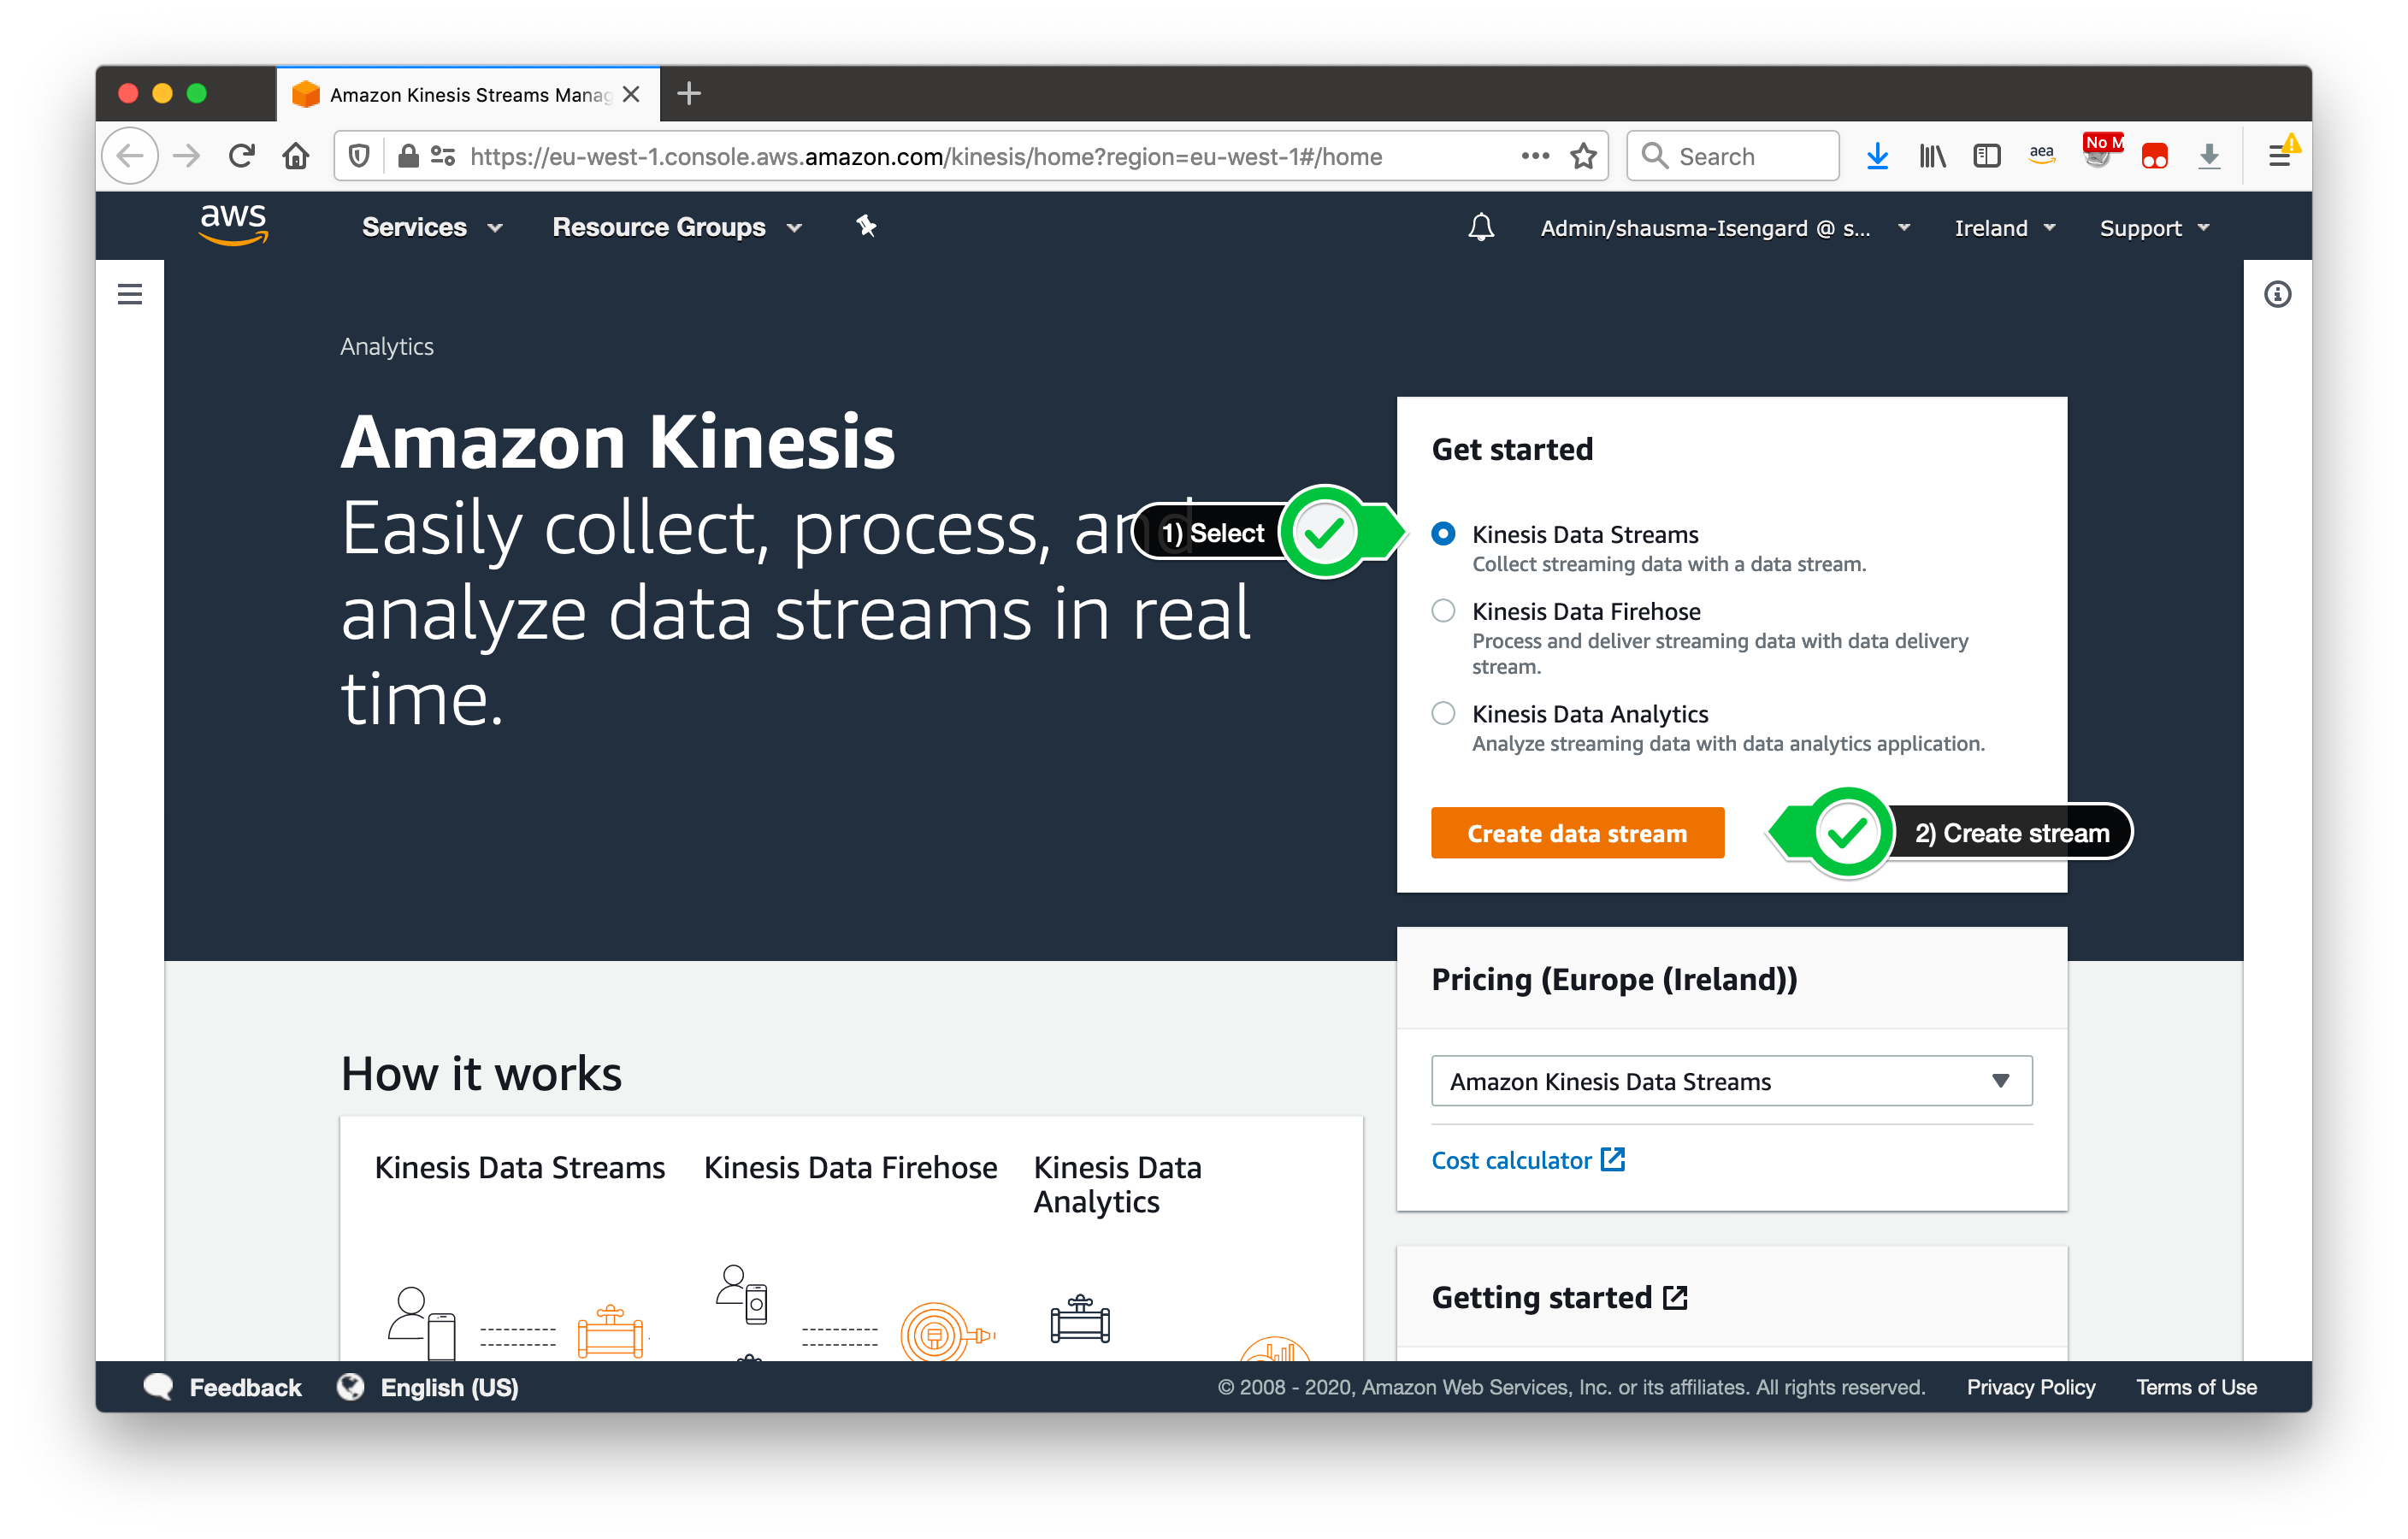 Amazon Kinesis Streams Manag
https://eu-west-1.console.aws.amazon.com/kinesis/home?region=eu-west-1#/home
Search
aea
No M
aws
Services
Resource Groups
Admin/shausma-Isengard @ s...
Ireland
Support
Analytics
Amazon Kinesis
Easily collect, process, and
analyze data streams in real
time.
Get started
1) Select
Kinesis Data Streams
Collect streaming data with a data stream.
Kinesis Data Firehose
Process and deliver streaming data with data delivery
stream.
Kinesis Data Analytics
Analyze streaming data with data analytics application.
Create data stream
2) Create stream
Pricing (Europe (Ireland))
Amazon Kinesis Data Streams
Cost calculator
Getting started
How it works
Kinesis Data Streams
Kinesis Data Firehose
Kinesis Data
Analytics
Feedback
English (US)
© 2008 - 2020, Amazon Web Services, Inc. or its affiliates. All rights reserved.
Privacy Policy
Terms of Use